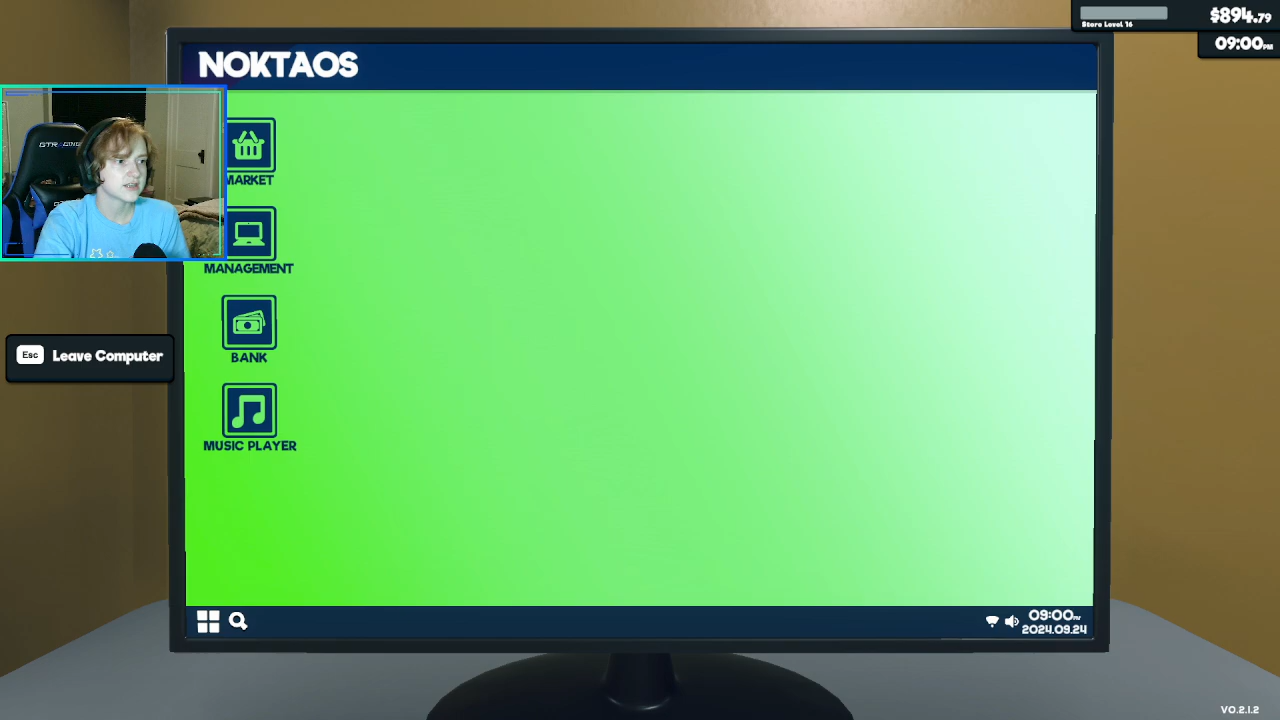 $894.79
Store Level 16
09:00PM
NOKTAOS
GTRACING
MARKET
MANAGEMENT
BANK
Esc Leave Computer
MUSIC PLAYER
09:00PM
2024.09.24
V0.2.1.2